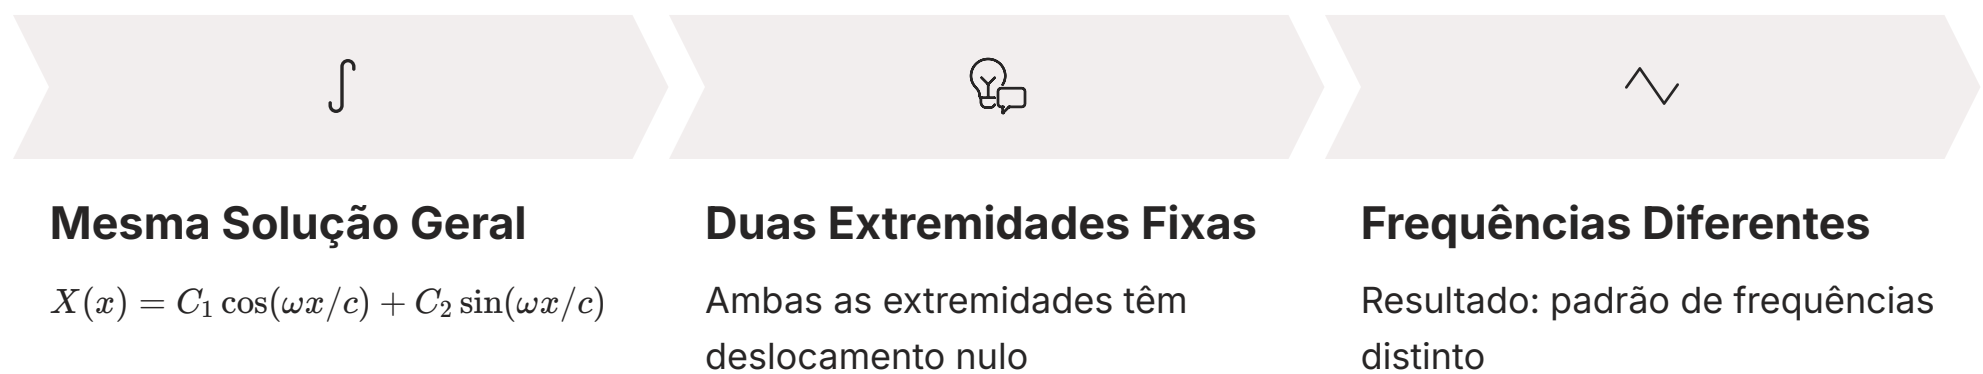 Mesma Solução Geral
X(x) = C₁ cos(ωx/c) + C₂ sin(ωx/c)
Duas Extremidades Fixas
Ambas as extremidades têm
deslocamento nulo
Frequências Diferentes
Resultado: padrão de frequências
distinto